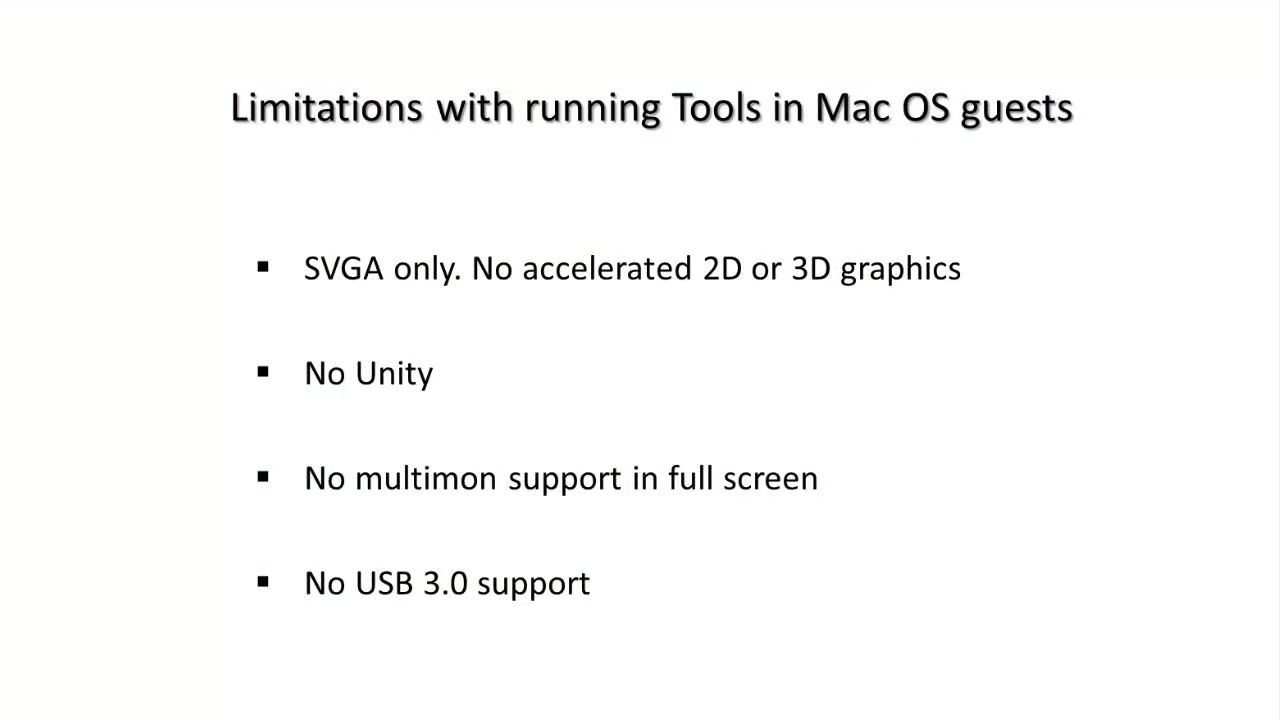 Limitations with running Tools in Mac OS guests
▪ SVGA only. No accelerated 2D or 3D graphics
▪ No Unity
▪ No multimon support in full screen
▪ No USB 3.0 support